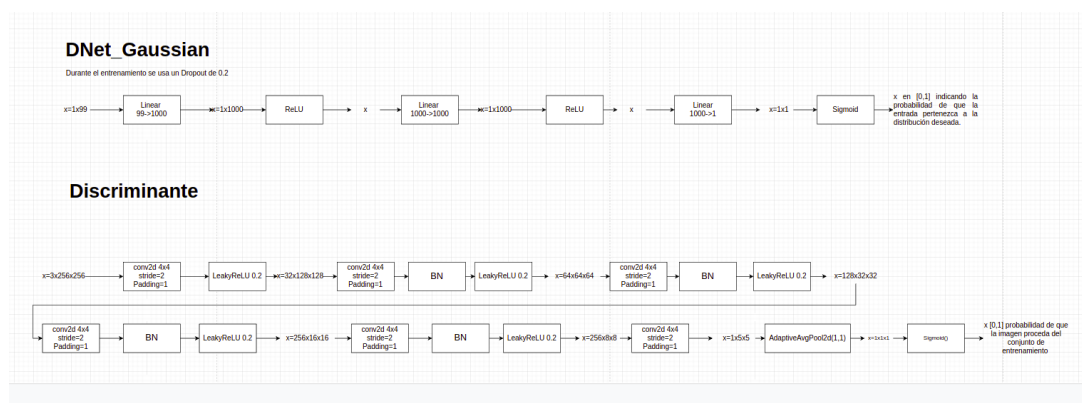 DNet_Gaussian
Durante el entrenamiento se usa un Dropout de 0.2
x=1x99
Linear
99->1000
x=1x1000
ReLU
x
Linear
1000->1000
x=1x1000
ReLU
x
Linear
1000->1
x=1x1
Sigmoid
x en [0,1] indicando la
probabilidad de que la
entrada pertenezca a la
distribución deseada.
Discriminante
x=3x256x256
conv2d 4x4
stride=2
Padding=1
LeakyReLU 0.2
x=32x128x128
conv2d 4x4
stride=2
Padding=1
BN
LeakyReLU 0.2
x=64x64x64
conv2d 4x4
stride=2
Padding=1
BN
LeakyReLU 0.2
x=128x32x32
conv2d 4x4
stride=2
Padding=1
BN
LeakyReLU 0.2
x=256x16x16
conv2d 4x4
stride=2
Padding=1
BN
LeakyReLU 0.2
x=256x8x8
conv2d 4x4
stride=2
Padding=1
x=1x5x5
AdaptiveAvgPool2d(1,1)
x=1x1x1
Sigmoid()
x [0,1] probabilidad de que
la imagen proceda del
conjunto de
entrenamiento